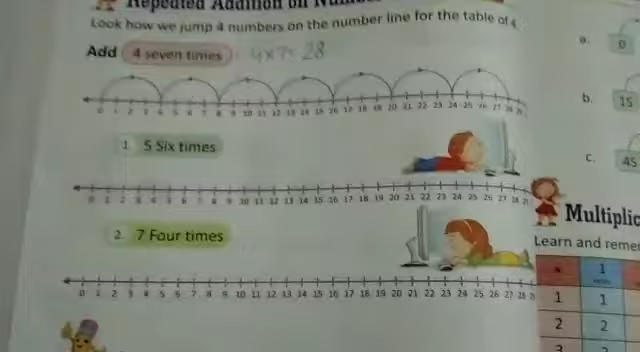 Repeated Addition on
Look how we jump 4 numbers on the number line for the table of 4
Add 4 seven times 4x7=28
0 1 2 3 4 5 6 7 8 9 10 11 12 13 14 15 16 17 18 19 20 21 22 23 24 25 26 27 28
1. 5 Six times
0 1 2 3 4 5 6 7 8 9 10 11 12 13 14 15 16 17 18 19 20 21 22 23 24 25 26 27 28
2. 7 Four times
0 1 2 3 4 5 6 7 8 9 10 11 12 13 14 15 16 17 18 19 20 21 22 23 24 25 26 27 28
a. 0
b. 15
c. 45
Multiplic
Learn and reme
x 1
1 1
2 2
3